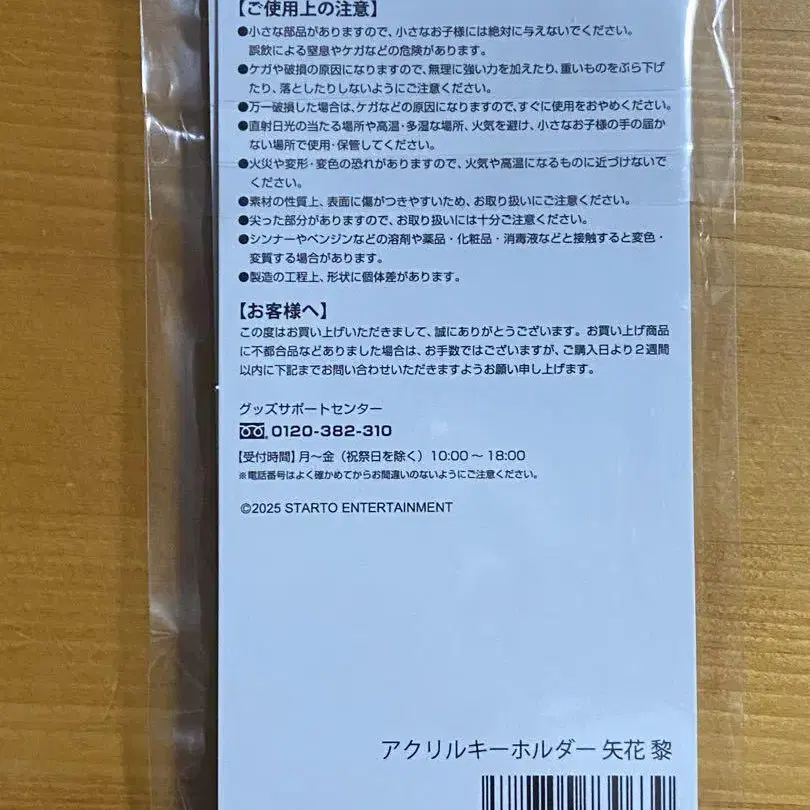 【ご使用上の注意】
●小さな部品がありますので、小さなお子様には絶対に与えないでください。
誤飲による窒息やケガなどの危険があります。
●ケガや破損の原因になりますので、無理に強い力を加えたり、重いものをぶら下げ
たり、落としたりしないようにご注意ください。
●万一破損した場合は、ケガなどの原因になりますので、すぐに使用をおやめください。
●直射日光の当たる場所や高温・多湿な場所、火気を避け、小さなお子様の手の届か
ない場所で使用・保管してください。
●火災や変形・変色の恐れがありますので、火気や高温になるものに近づけないで
ください。
●素材の性質上、表面に傷がつきやすいため、お取り扱いにご注意ください。
●尖った部分がありますので、お取り扱いには十分ご注意ください。
●シンナーやベンジンなどの溶剤や薬品・化粧品・消毒液などと接触すると変色・
変質する場合があります。
●製造の工程上、形状に個体差があります。
【お客様へ】
この度はお買い上げいただきまして、誠にありがとうございます。お買い上げ商品
に不都合品などありました場合は、お手数ではございますが、ご購入日より2週間
以内に下記までお問い合わせいただきますようお願い申し上げます。
グッズサポートセンター
0120-382-310
【受付時間】月～金（祝祭日を除く）10:00～18:00
※電話番号はよく確かめてからお間違いのないようにご注意ください。
©2025 STARTO ENTERTAINMENT
アクリルキーホルダー 矢花 黎